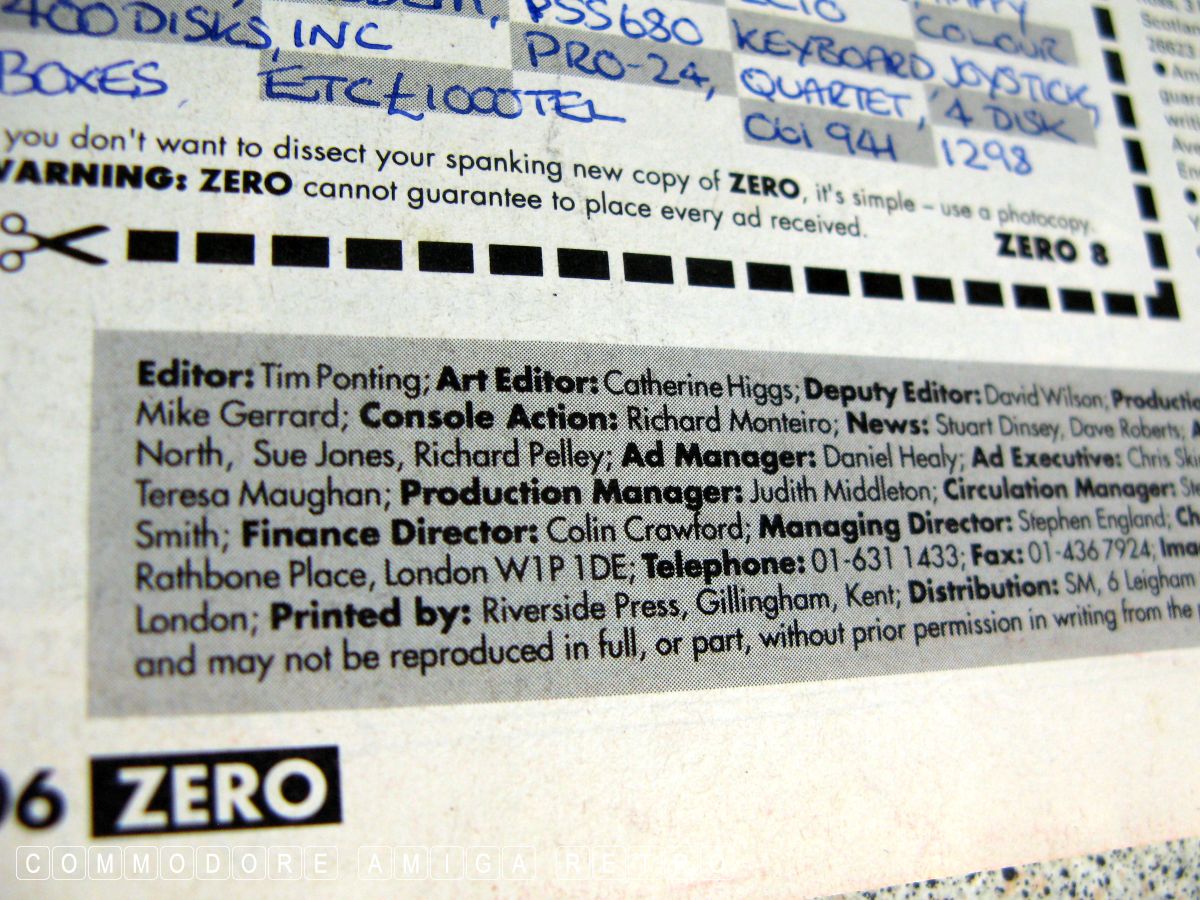 400 DISKS, INC PSS680 KEYBOARD COLOUR
BOXES, ETC £1000 TEL PRO-24, QUARTET, JOYSTICK,
061 941 1298 4 DISK
you don't want to dissect your spanking new copy of ZERO, it's simple – use a photocopy.
WARNING: ZERO cannot guarantee to place every ad received.
ZERO 8
Editor: Tim Ponting; Art Editor: Catherine Higgs; Deputy Editor: David Wilson; Productio
Mike Gerrard; Console Action: Richard Monteiro; News: Stuart Dinsey, Dave Roberts; A
North, Sue Jones, Richard Pelley; Ad Manager: Daniel Healy; Ad Executive: Chris Ski
Teresa Maughan; Production Manager: Judith Middleton; Circulation Manager: Ste
Smith; Finance Director: Colin Crawford; Managing Director: Stephen England; Ch
Rathbone Place, London W1P 1DE; Telephone: 01-631 1433; Fax: 01-436 7924; Ima
London; Printed by: Riverside Press, Gillingham, Kent; Distribution: SM, 6 Leigham
and may not be reproduced in full, or part, without prior permission in writing from the
06 ZERO
COMMODORE AMIGA RETRO